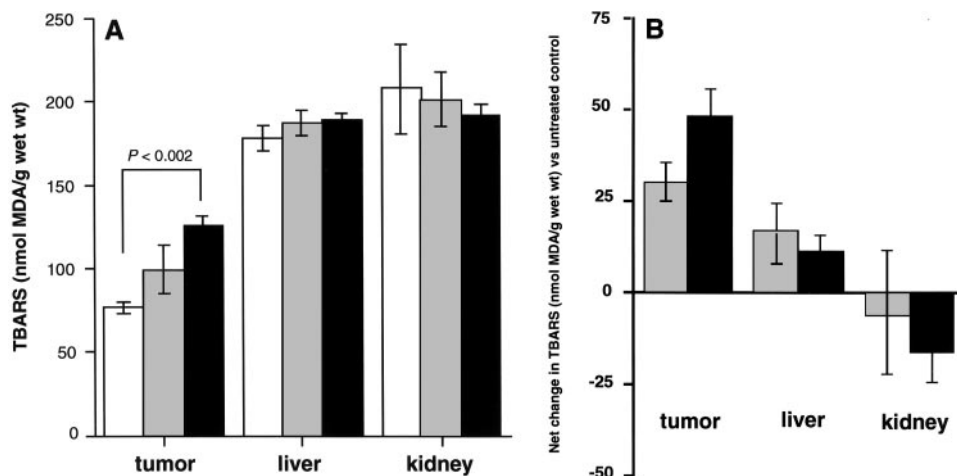 A
TBARS (nmol MDA/g wet wt)
250
200
150
100
50
0
P < 0.002
tumor liver kidney
B
Net change in TBARS (nmol MDA/g wet wt) vs untreated control
75
50
25
0
-25
-50
tumor liver kidney